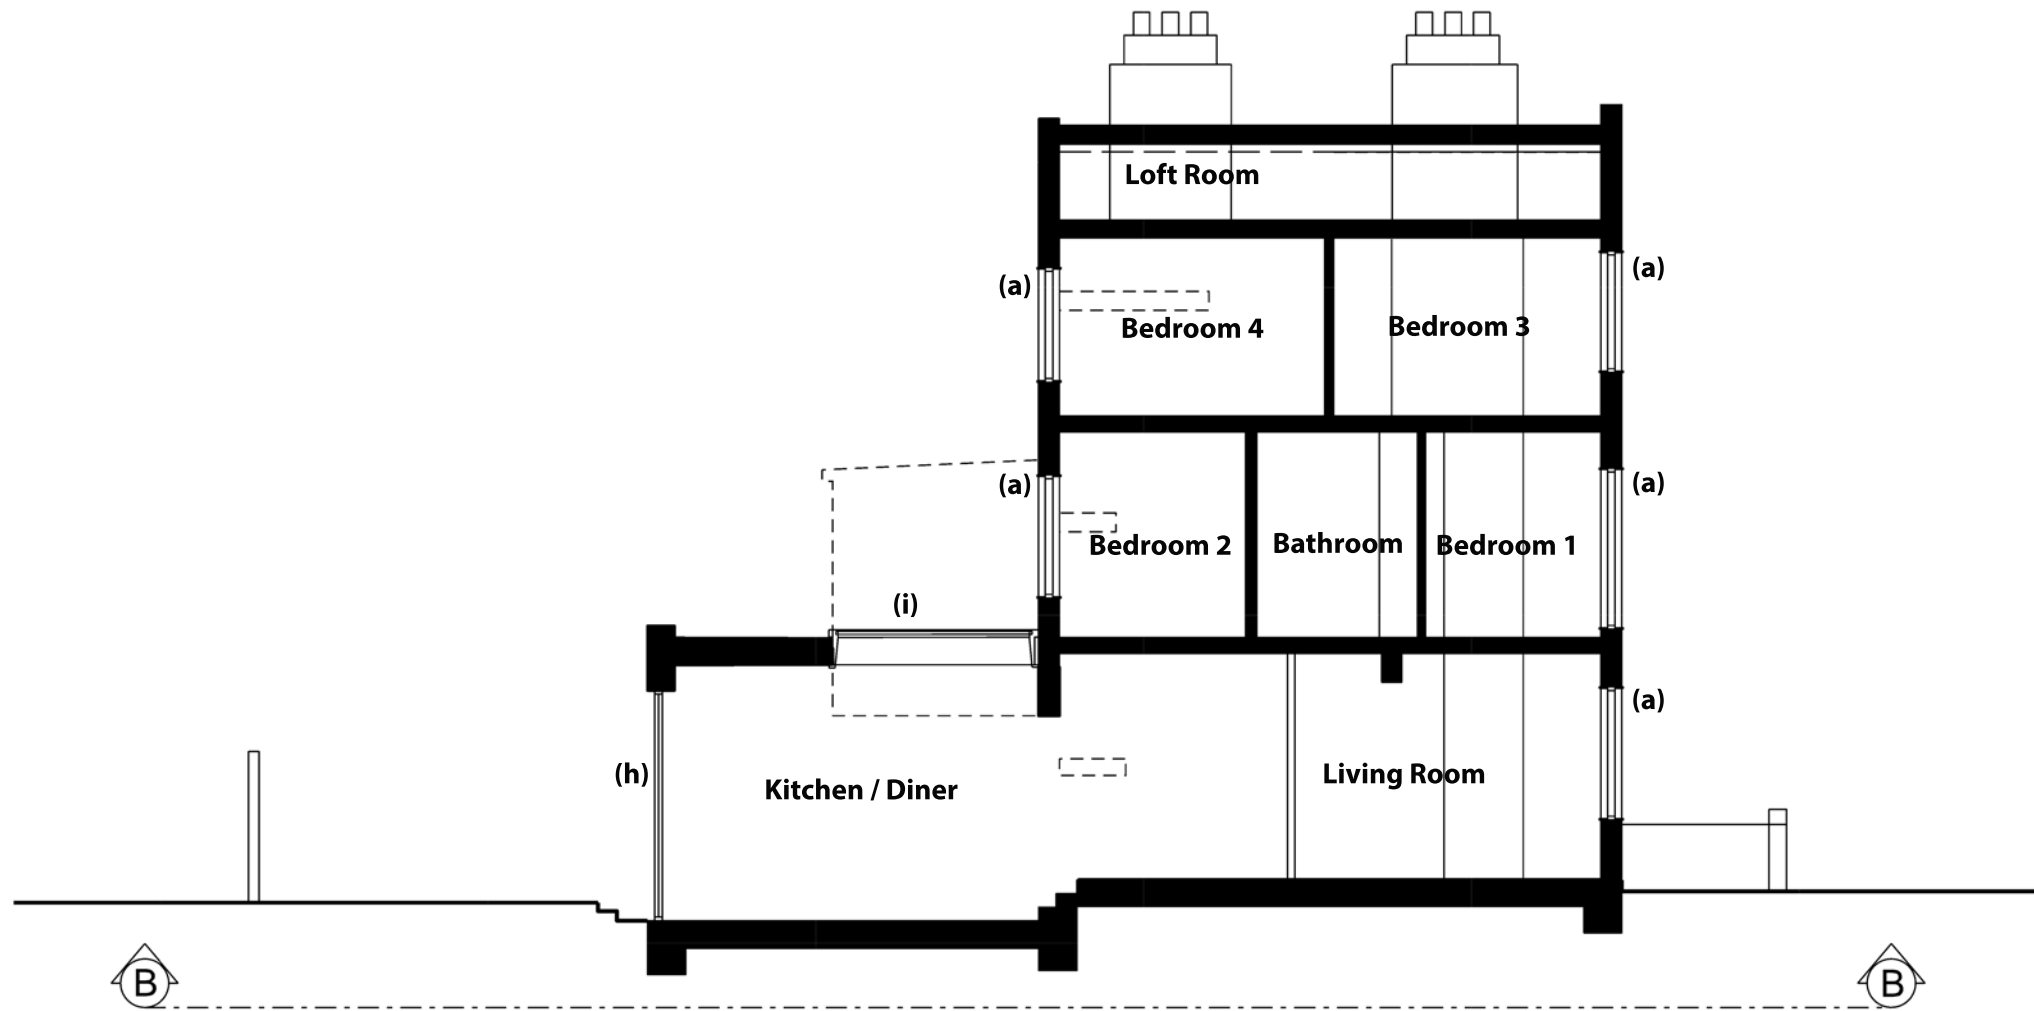 Loft Room
(a)
(a)
Bedroom 4
Bedroom 3
(a)
(a)
Bedroom 2
Bathroom
Bedroom 1
(i)
(a)
(h)
Kitchen / Diner
Living Room
B
B